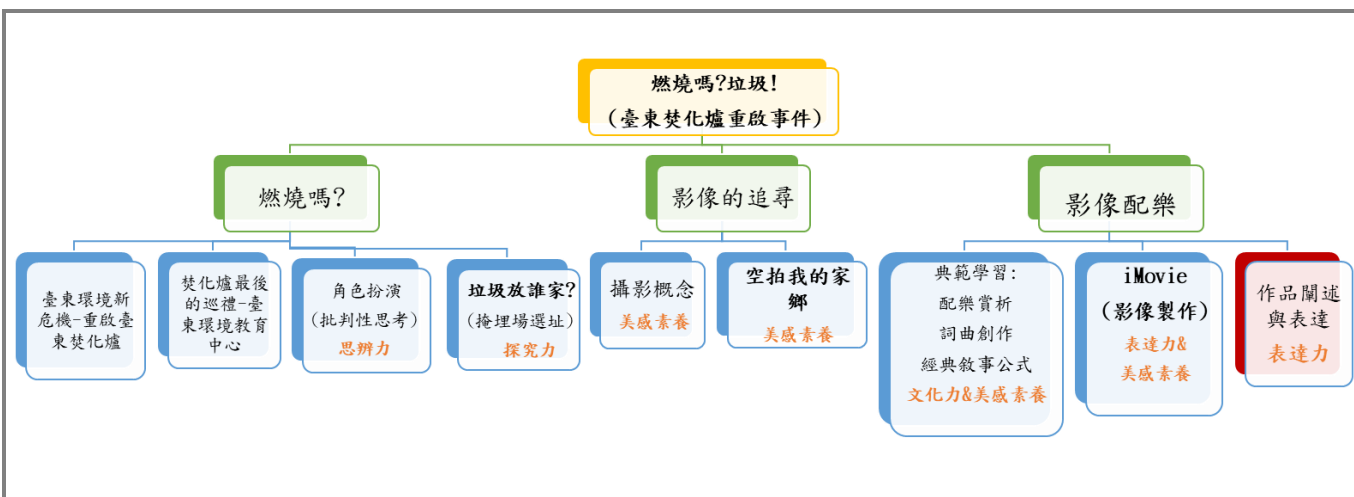 燃燒嗎?垃圾!
(臺東焚化爐重啟事件)
燃燒嗎?
影像的追尋
影像配樂
臺東環境新
危機-重啟臺
東焚化爐
焚化爐最後
的巡禮-臺
東環境教育
中心
角色扮演
(批判性思考)
思辨力
垃圾放誰家?
(掩埋場選址)
探究力
攝影概念
美感素養
空拍我的家
鄉
美感素養
典範學習:
配樂賞析
詞曲創作
經典敘事公式
文化力&美感素養
iMovie
(影像製作)
表達力&
美感素養
作品闡述
與表達
表達力